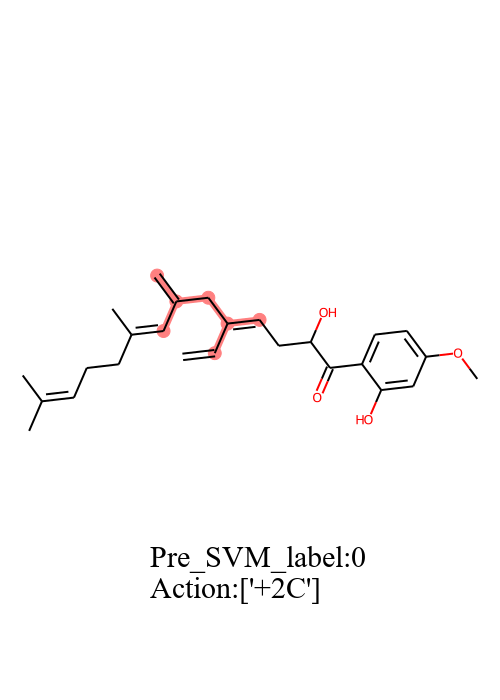 OH
O
O
HO
Pre_SVM_label:0
Action:['+2C']